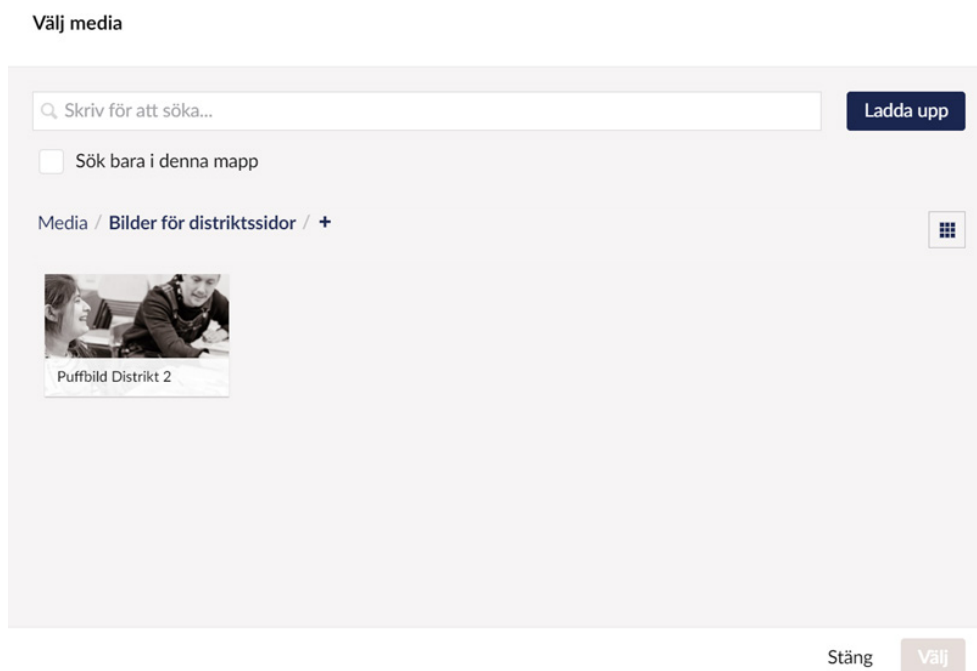 Välj media
Skriv för att söka...
Ladda upp
Sök bara i denna mapp
Media / Bilder för distriktssidor / +
Puffbild Distrikt 2
Stäng
Välj